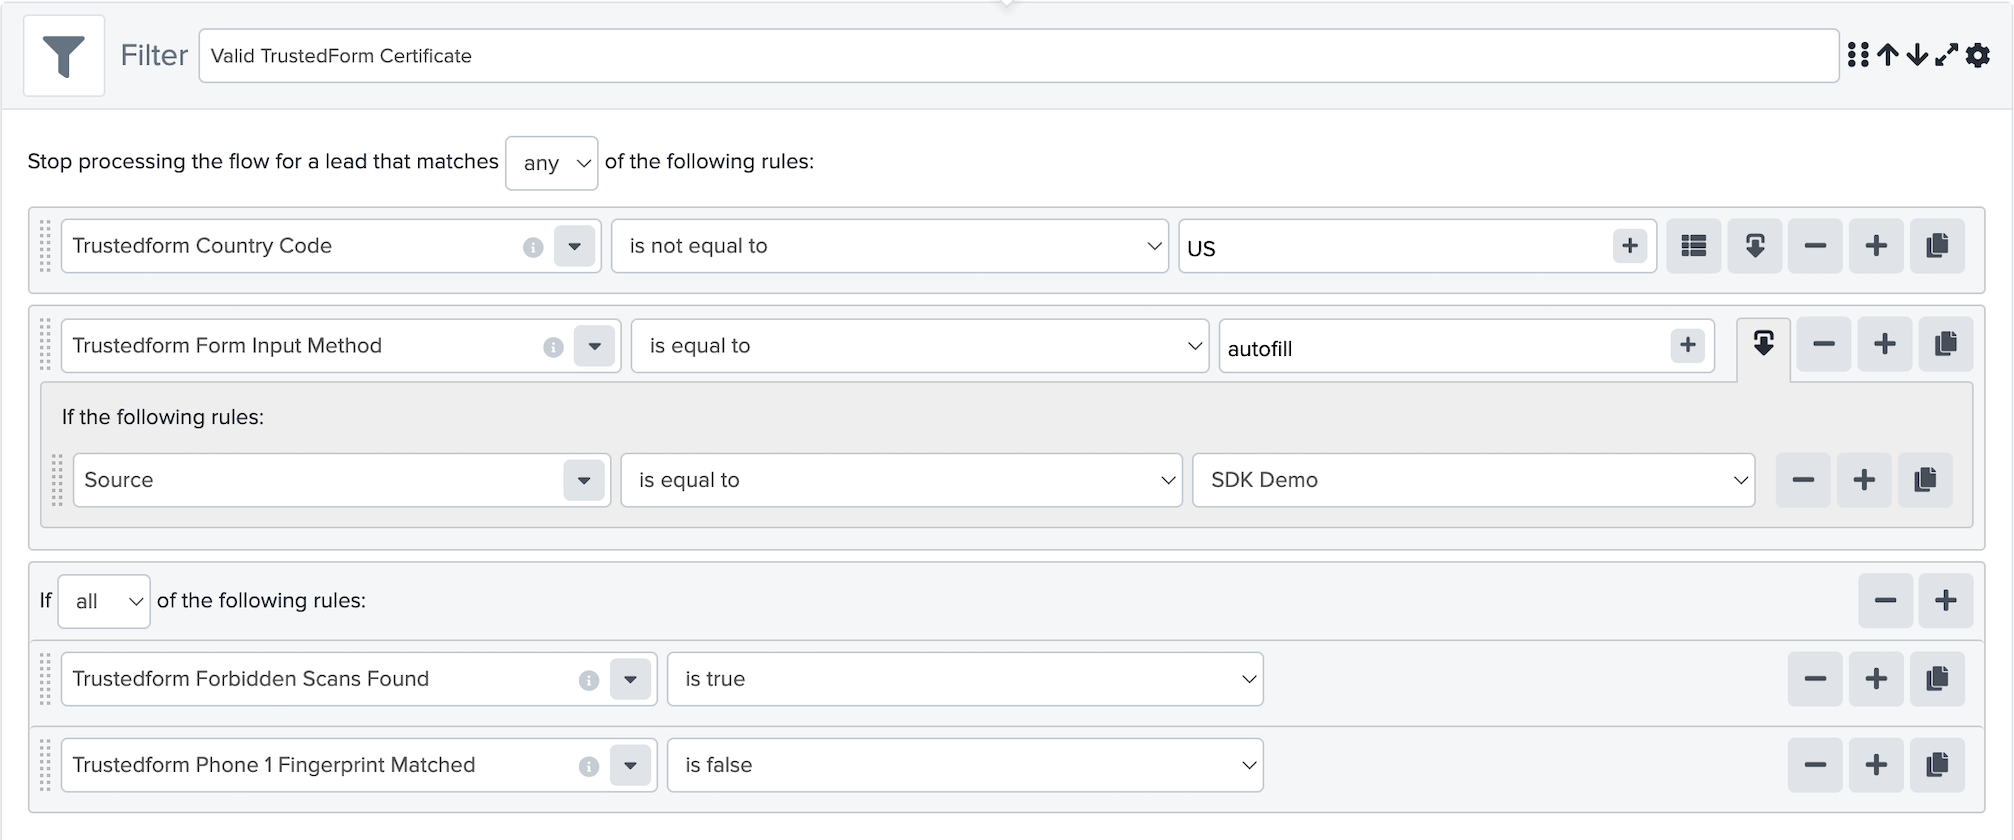 Filter Valid TrustedForm Certificate
Stop processing the flow for a lead that matches any of the following rules:
Trustedform Country Code is not equal to US
Trustedform Form Input Method is equal to autofill
If the following rules:
Source is equal to SDK Demo
If all of the following rules:
Trustedform Forbidden Scans Found is true
Trustedform Phone 1 Fingerprint Matched is false